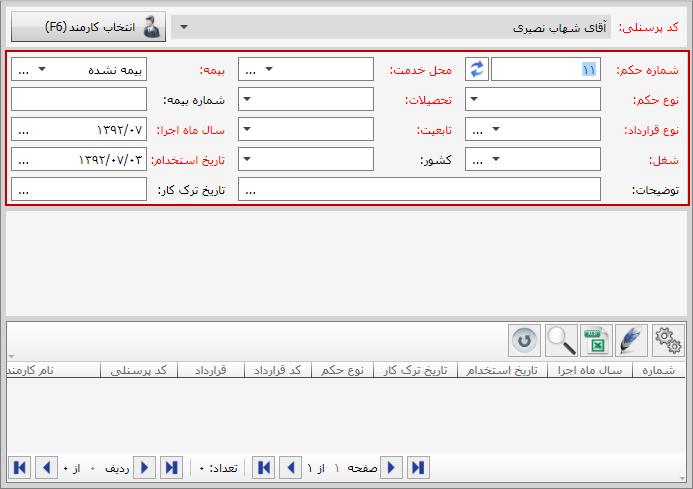 کد پرسنلی: آقای شهاب نصیری انتخاب کارمند (F6)
شماره حکم: ۱۱ محل خدمت: ... بیمه: بیمه نشده ...
نوع حکم: تحصیلات: شماره بیمه:
نوع قرارداد: ... تابعیت: سال ماه اجرا: ۱۳۹۲/۰۷ ...
شغل: ... کشور: تاریخ استخدام: ۱۳۹۲/۰۷/۰۳ ...
توضیحات: ... تاریخ ترک کار: ...
شماره سال ماه اجرا تاریخ استخدام تاریخ ترک کار نوع حکم کد قرارداد قرارداد کد پرسنلی نام کارمند
صفحه ۱ از ۱ تعداد: ۰ ردیف ۰ از ۰